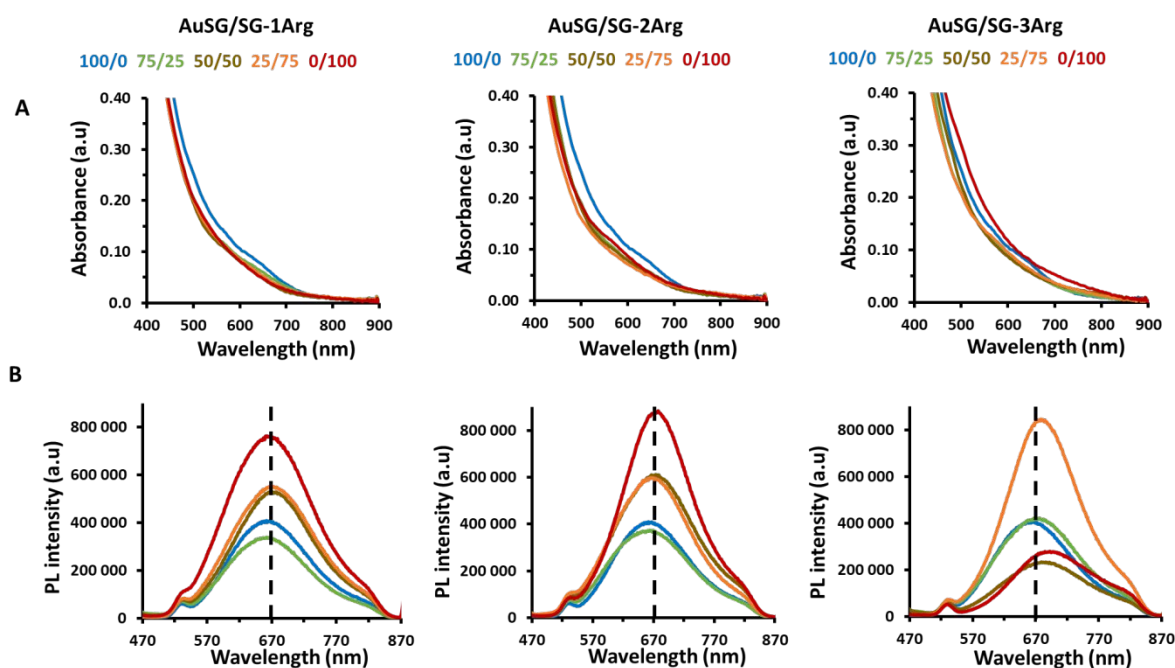 AuSG/SG-1Arg AuSG/SG-2Arg AuSG/SG-3Arg
100/0 75/25 50/50 25/75 0/100 100/0 75/25 50/50 25/75 0/100 100/0 75/25 50/50 25/75 0/100
A
Absorbance (a.u)
0.40
0.30
0.20
0.10
0.0
400 500 600 700 800 900
Wavelength (nm)
Absorbance (a.u)
0.40
0.30
0.20
0.10
0.00
400 500 600 700 800 900
Wavelength (nm)
Absorbance (a.u)
0.40
0.30
0.20
0.10
0.00
400 500 600 700 800 900
Wavelength (nm)
B
PL intensity (a.u)
800 000
600 000
400 000
200 000
0
470 570 670 770 870
Wavelength (nm)
PL intensity (a.u)
800 000
600 000
400 000
200 000
0
470 570 670 770 870
Wavelength (nm)
PL intensity (a.u)
800 000
600 000
400 000
200 000
0
470 570 670 770 870
Wavelength (nm)